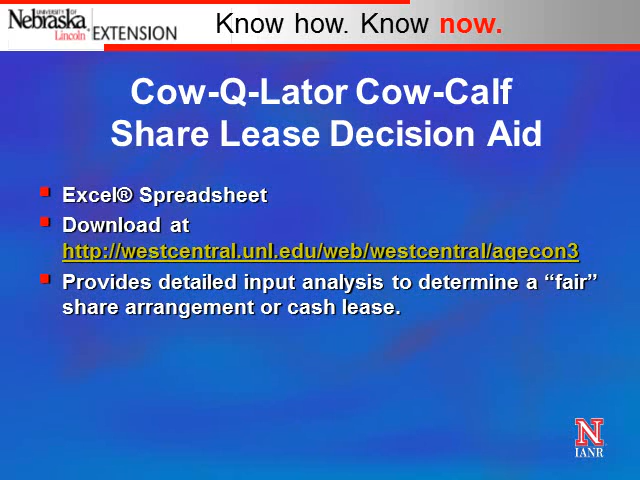 UNIVERSITY OF
Nebraska
Lincoln
EXTENSION
Know how. Know now.
Cow-Q-Lator Cow-Calf
Share Lease Decision Aid
Excel® Spreadsheet
Download at
http://westcentral.unl.edu/web/westcentral/agecon3
Provides detailed input analysis to determine a “fair”
share arrangement or cash lease.
N
IANR